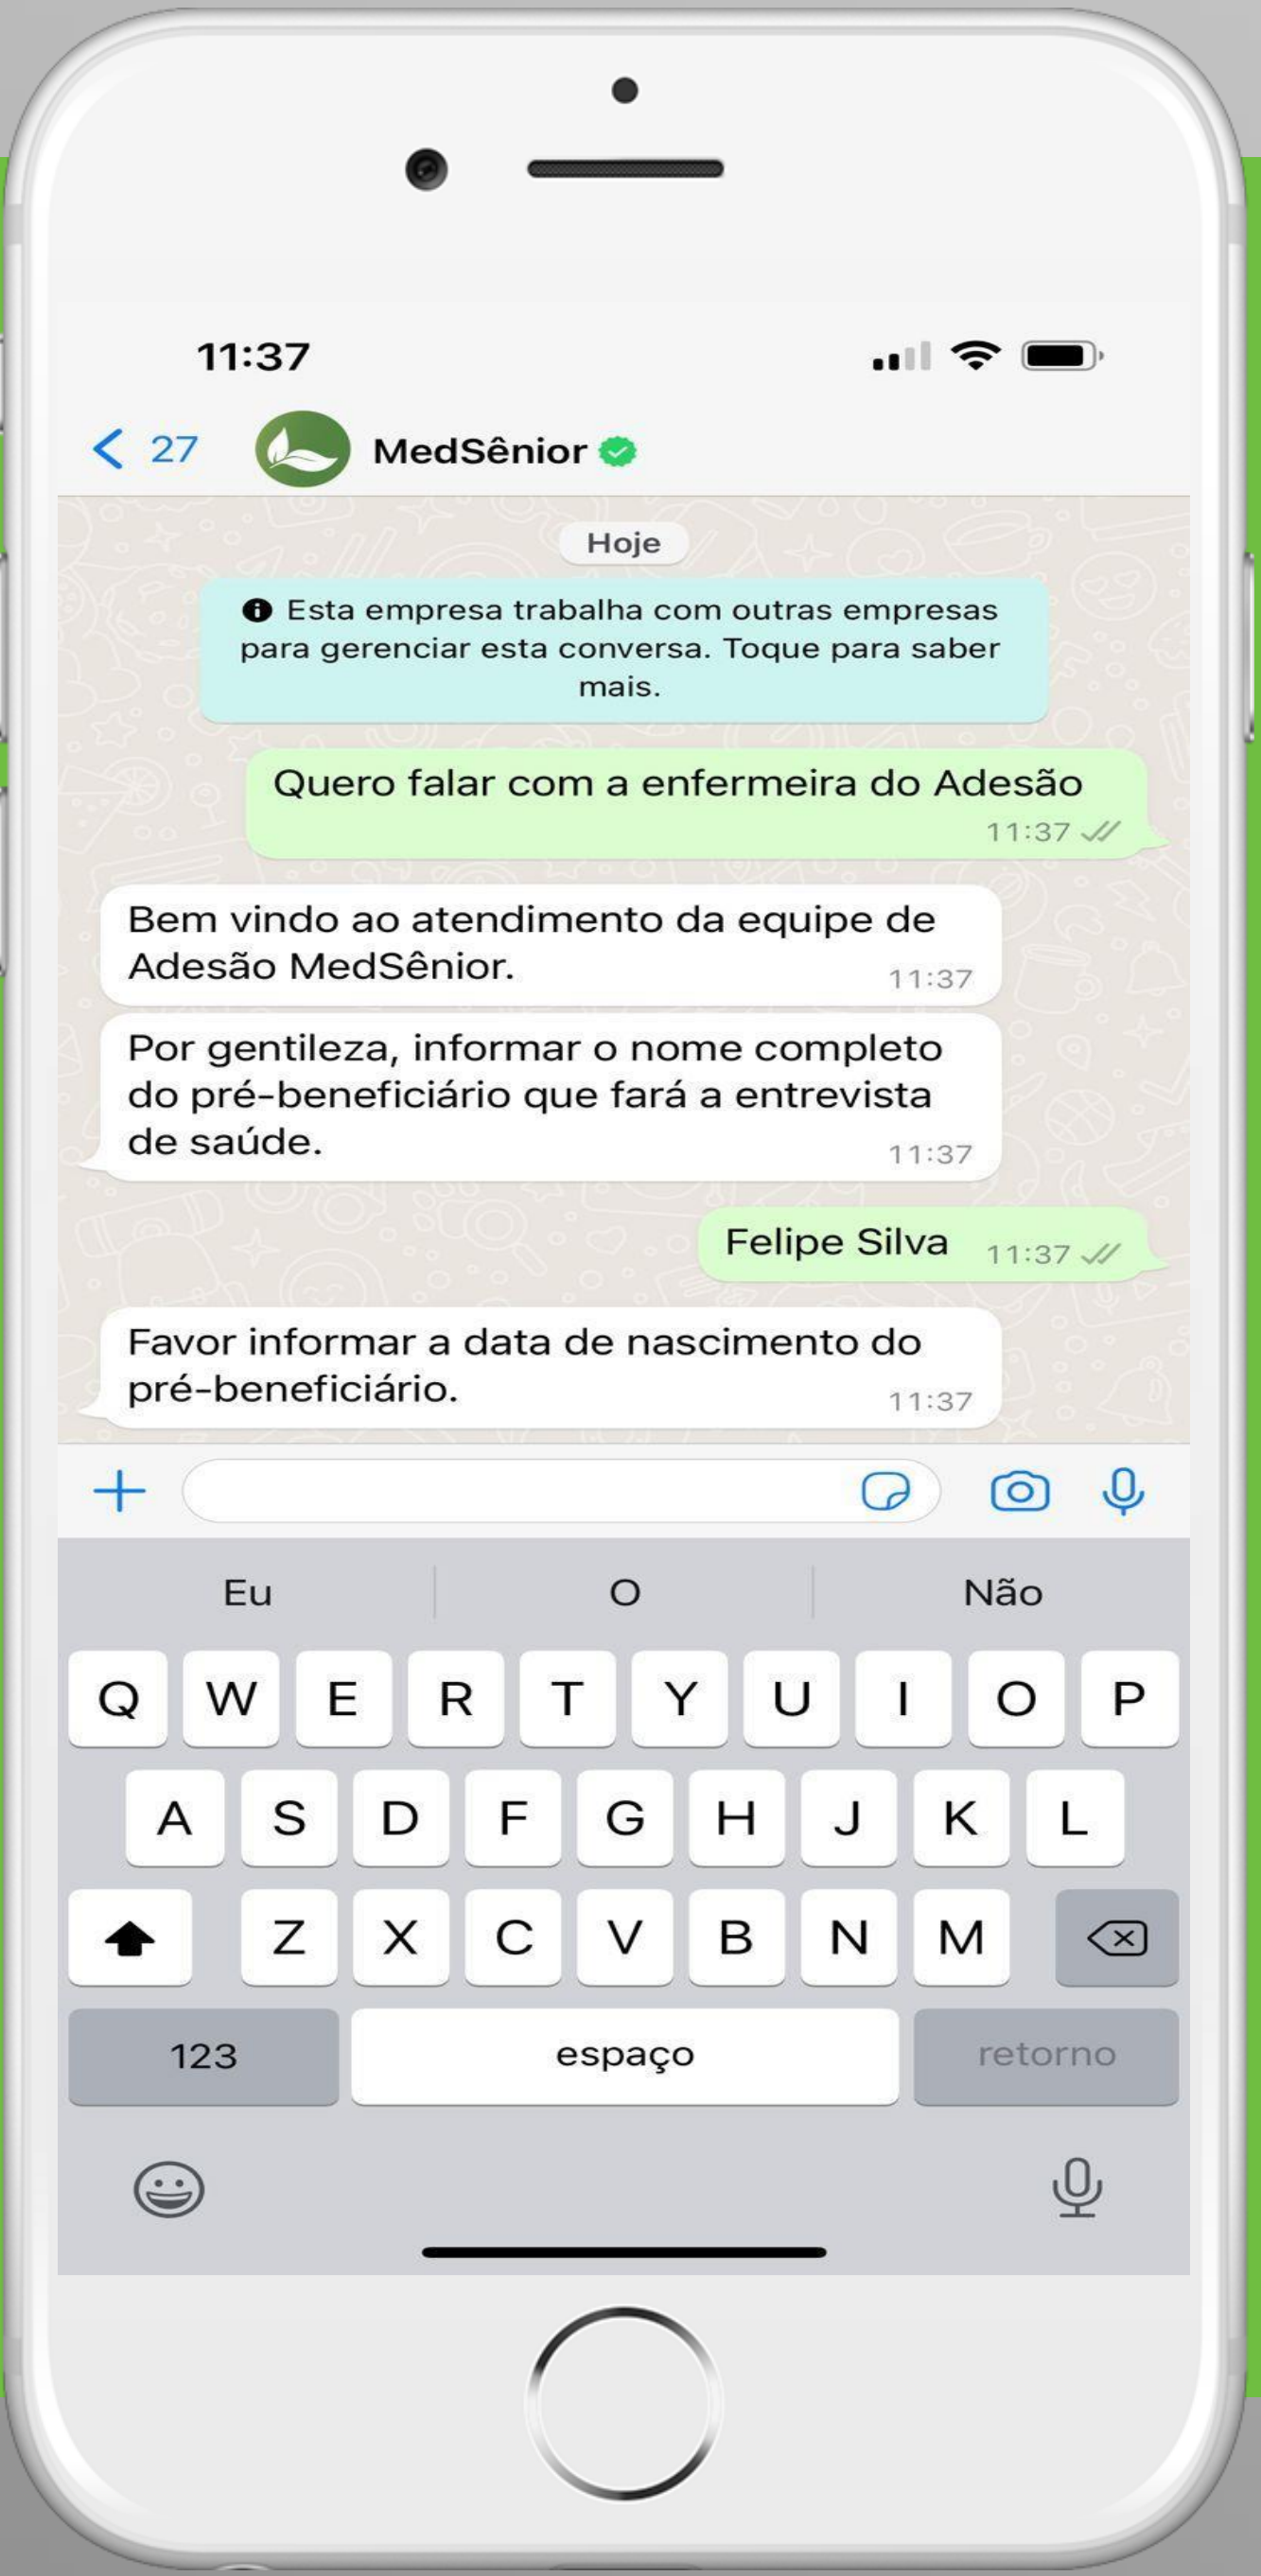 11:37
27 MedSênior
Hoje
Esta empresa trabalha com outras empresas
para gerenciar esta conversa. Toque para saber
mais.
Quero falar com a enfermeira do Adesão
11:37
Bem vindo ao atendimento da equipe de
Adesão MedSênior.
11:37
Por gentileza, informar o nome completo
do pré-beneficiário que fará a entrevista
de saúde.
11:37
Felipe Silva 11:37
Favor informar a data de nascimento do
pré-beneficiário.
11:37
Eu O Não
Q W E R T Y U I O P
A S D F G H J K L
Z X C V B N M
123 espaço retorno